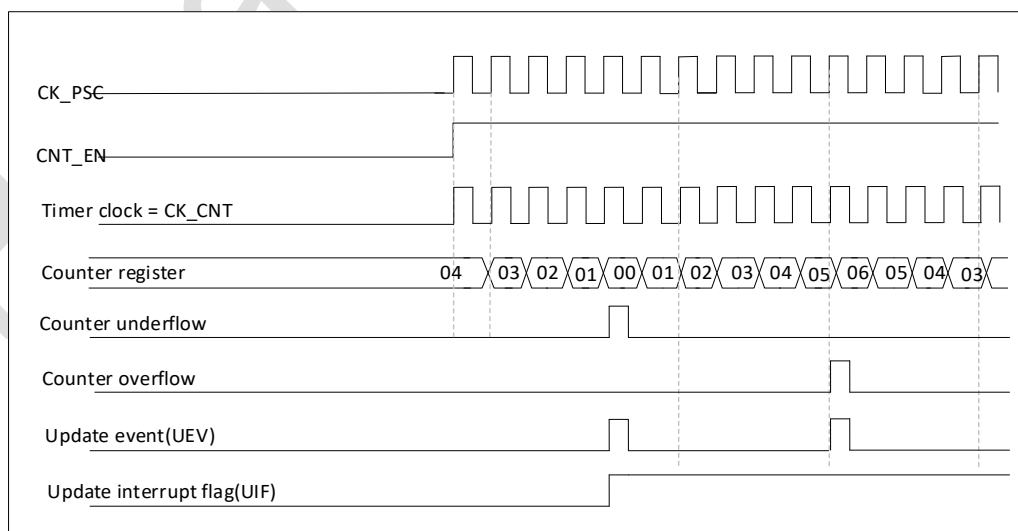 CK_PSC
CNT_EN
Timer clock = CK_CNT
Counter register 04 03 02 01 00 01 02 03 04 05 06 05 04 03
Counter underflow
Counter overflow
Update event(UEV)
Update interrupt flag(UIF)